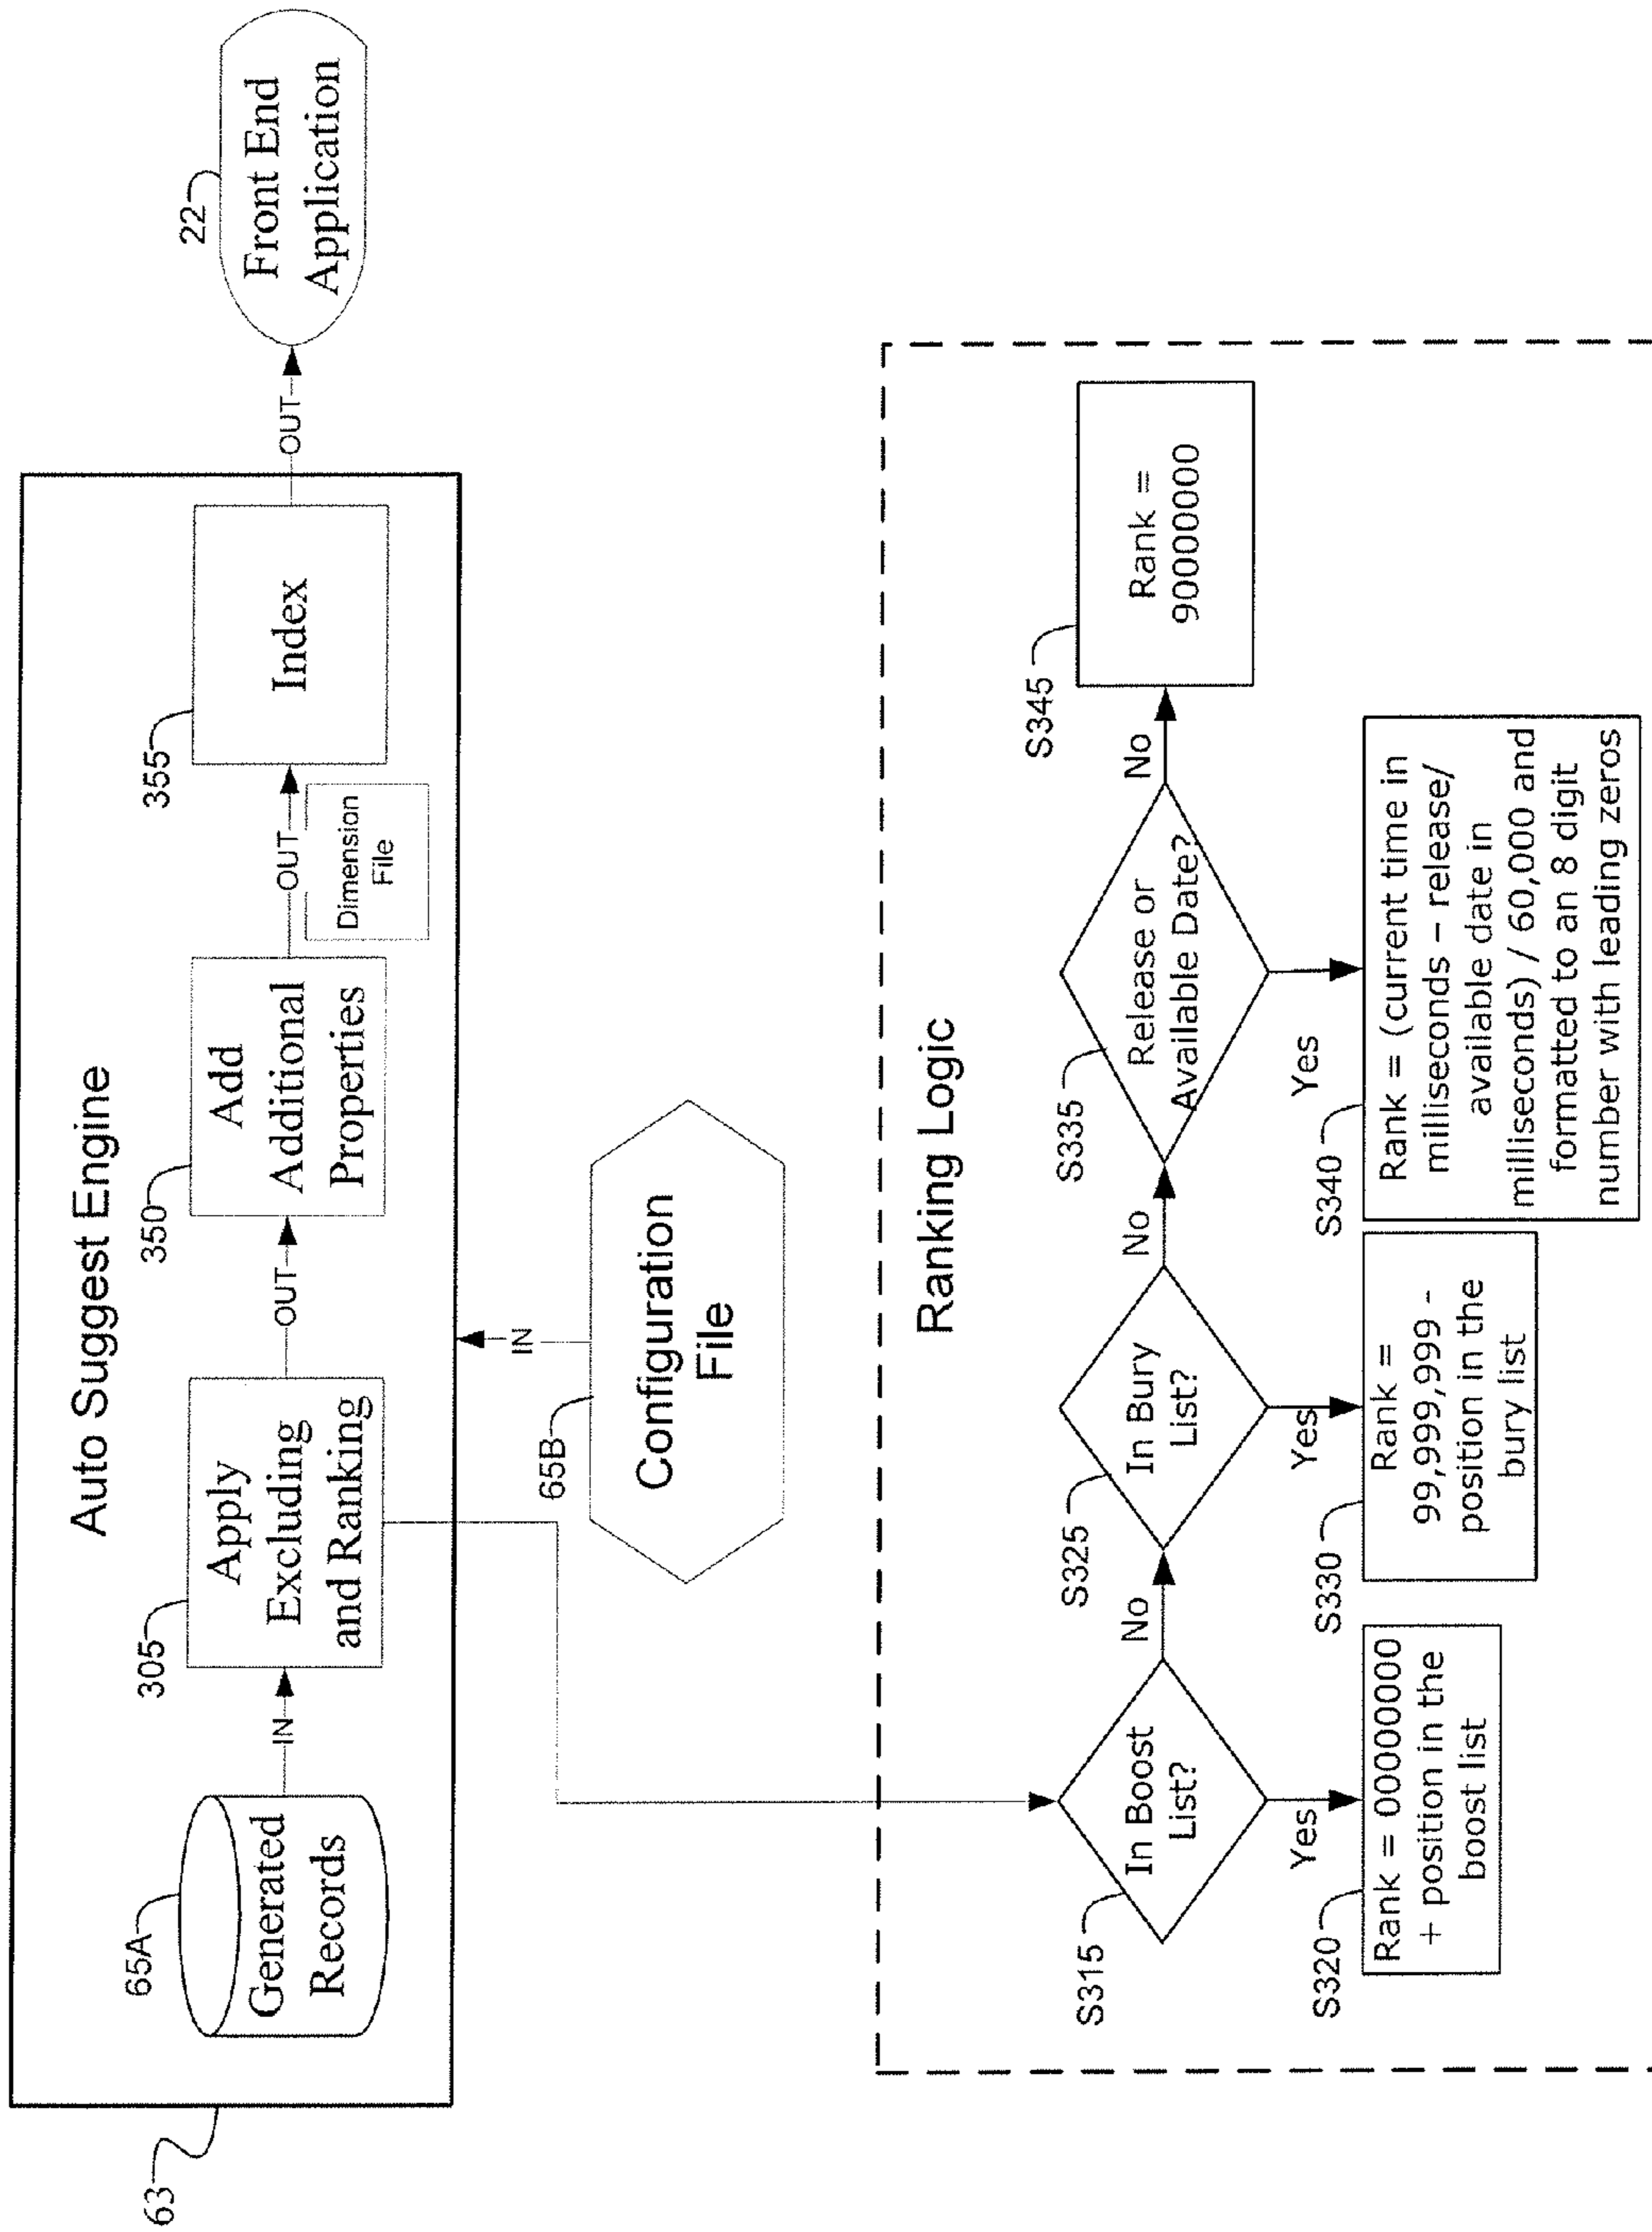 Auto Suggest Engine
63
65A
Generated
Records
IN
305
Apply
Excluding
and Ranking
OUT
350
Add
Additional
Properties
OUT
Dimension
File
355
Index
OUT
22
Front End
Application
65B
Configuration
File
IN
Ranking Logic
S315
In Boost
List?
Yes
No
S320
Rank = 00000000
+ position in the
boost list
S325
In Bury
List?
Yes
No
S330
Rank =
99,9999,999 -
position in the
bury list
S335
Release or
Available Date?
Yes
No
S340
Rank = (current time in
milliseconds – release/
available date in
milliseconds) / 60,000 and
formatted to an 8 digit
number with leading zeros
S345
Rank =
90000000